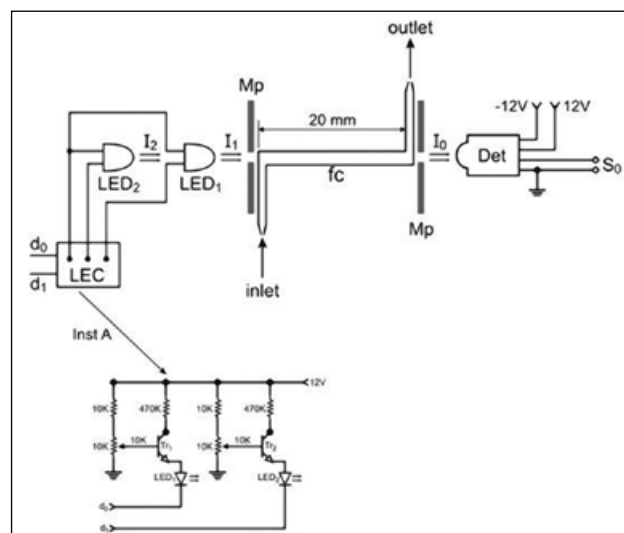 outlet
Mp
-12V 12V
20 mm
I₂ I₁ I₀
Det
S₀
LED₂ LED₁
fc
Mp
d₀
LEC
d₁
inlet
Inst A
12V
10K 470K 10K 470K
10K 10K Tr₁ 10K 10K Tr₂
LED₁ LED₂
d₀
d₁